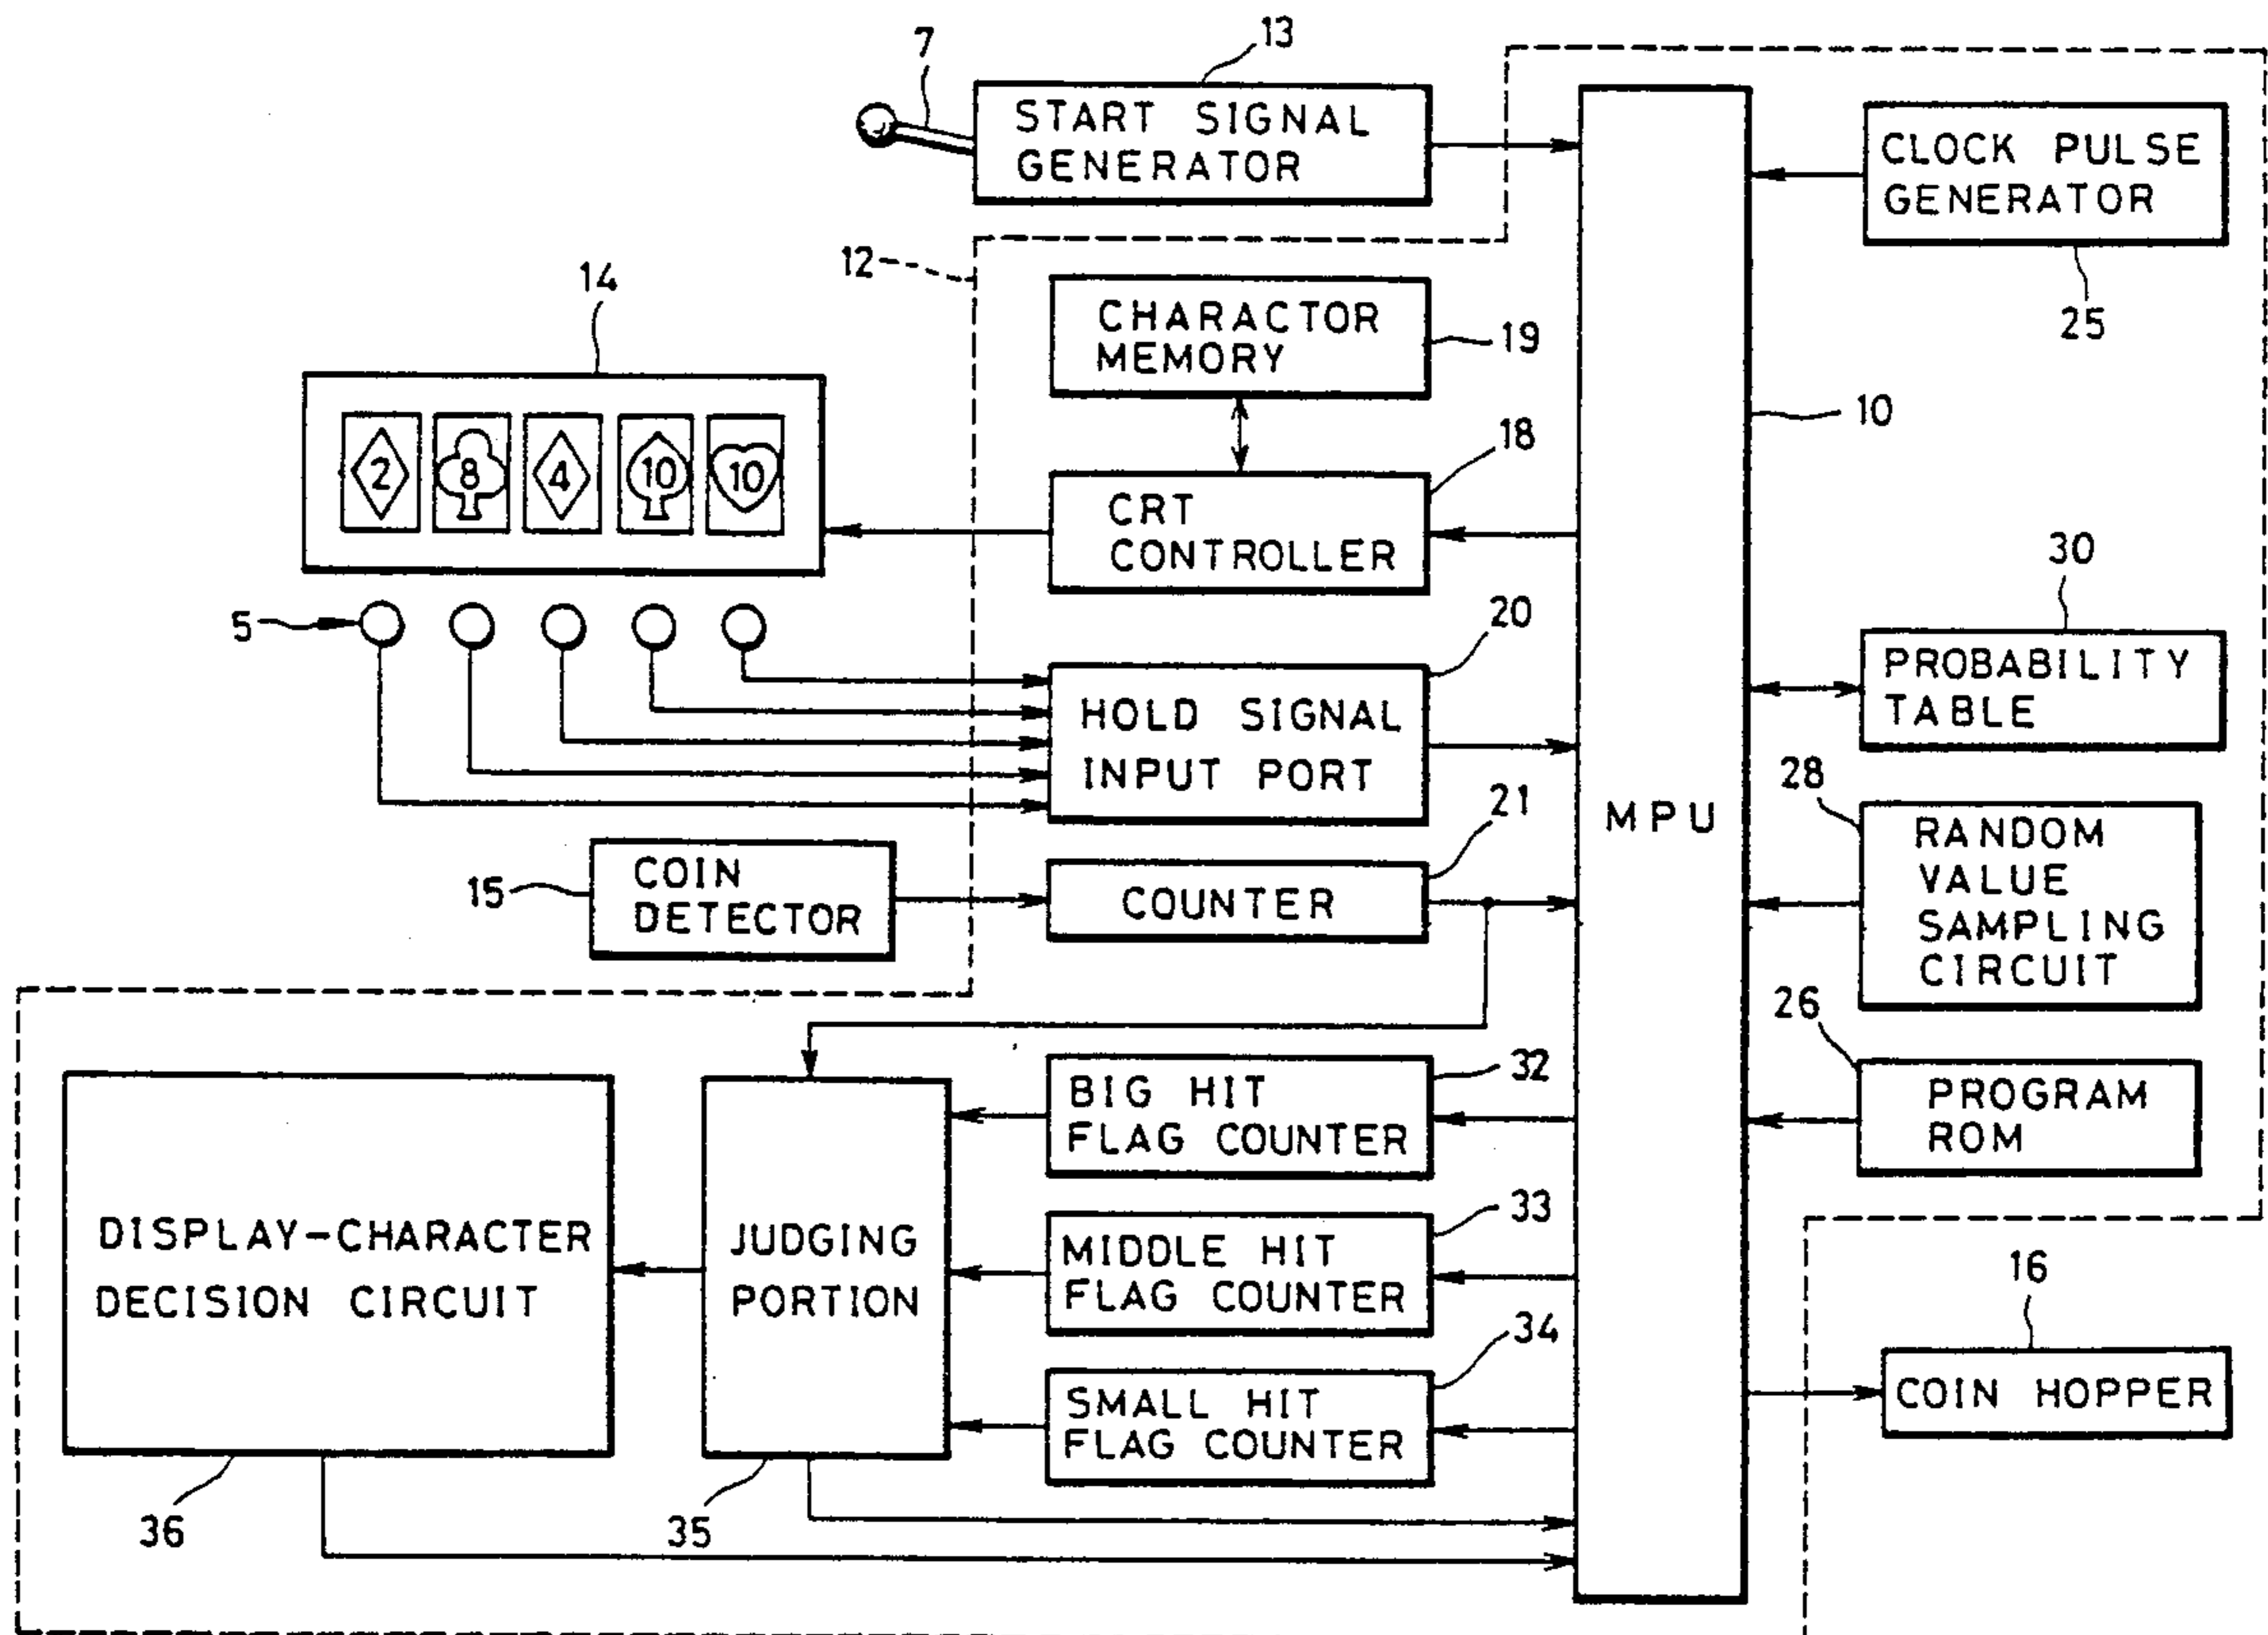 7
13
START SIGNAL
GENERATOR
CLOCK PULSE
GENERATOR
25
12
14
CHARACTOR
MEMORY
19
10
2
8
4
10
10
18
CRT
CONTROLLER
30
5
20
PROBABILITY
TABLE
HOLD SIGNAL
INPUT PORT
28
21
MPU
RANDOM
VALUE
SAMPLING
CIRCUIT
15
COIN
DETECTOR
COUNTER
26
32
BIG HIT
FLAG COUNTER
PROGRAM
ROM
33
DISPLAY-CHARACTER
DECISION CIRCUIT
JUDGING
PORTION
MIDDLE HIT
FLAG COUNTER
16
34
COIN HOPPER
SMALL HIT
FLAG COUNTER
36
35